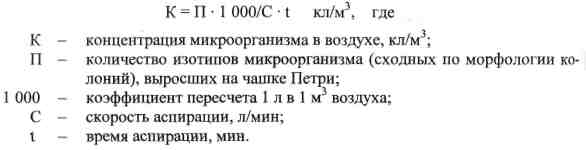 К = П · 1 000/С · t кл/м³, где
К – концентрация микроорганизма в воздухе, кл/м³;
П – количество изотипов микроорганизма (сходных по морфологии ко-
лоний), выросших на чашке Петри;
1 000 – коэффициент пересчета 1 л в 1 м³ воздуха;
С – скорость аспирации, л/мин;
t – время аспирации, мин.